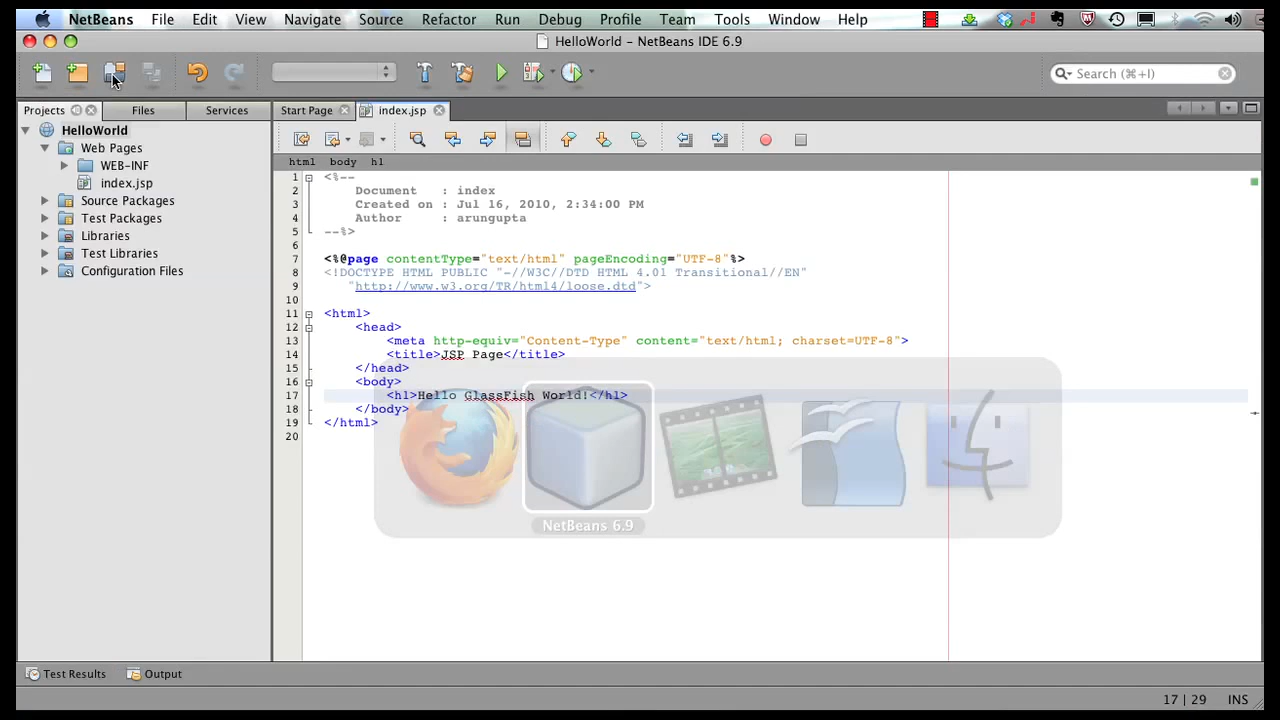 NetBeans File Edit View Navigate Source Refactor Run Debug Profile Team Tools Window Help
HelloWorld – NetBeans IDE 6.9
Search (⌘+I)
Projects Files Services Start Page index.jsp
html body h1
HelloWorld
Web Pages
WEB-INF
index.jsp
Source Packages
Test Packages
Libraries
Test Libraries
Configuration Files
1 <%--
2 Document : index
3 Created on : Jul 16, 2010, 2:34:00 PM
4 Author : arungupta
5 --%>
6
7 <%@page contentType="text/html" pageEncoding="UTF-8"%>
8 <!DOCTYPE HTML PUBLIC "-//W3C//DTD HTML 4.01 Transitional//EN"
9 "http://www.w3.org/TR/html4/loose.dtd">
10
11 <html>
12 <head>
13 <meta http-equiv="Content-Type" content="text/html; charset=UTF-8">
14 <title>JSP Page</title>
15 </head>
16 <body>
17 <h1>Hello GlassFish World!</h1>
18 </body>
19 </html>
20
NetBeans 6.9
Test Results Output
17 | 29 INS